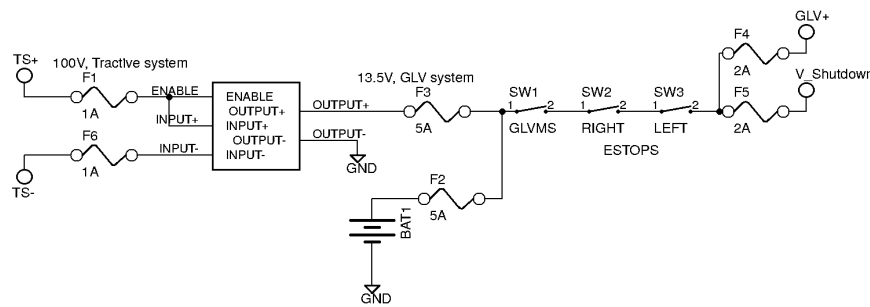 GLV+
F4
TS+
100V, Tractive system
F1
1A
ENABLE
INPUT+
ENABLE
OUTPUT+
INPUT+
OUTPUT-
INPUT-
OUTPUT+
OUTPUT-
GND
13.5V, GLV system
F3
5A
SW1
1 2
GLVMS
SW2
1 2
RIGHT
SW3
1 2
LEFT
ESTOPS
2A
V_Shutdown
F5
2A
F6
1A
INPUT-
TS-
F2
5A
BAT1
GND